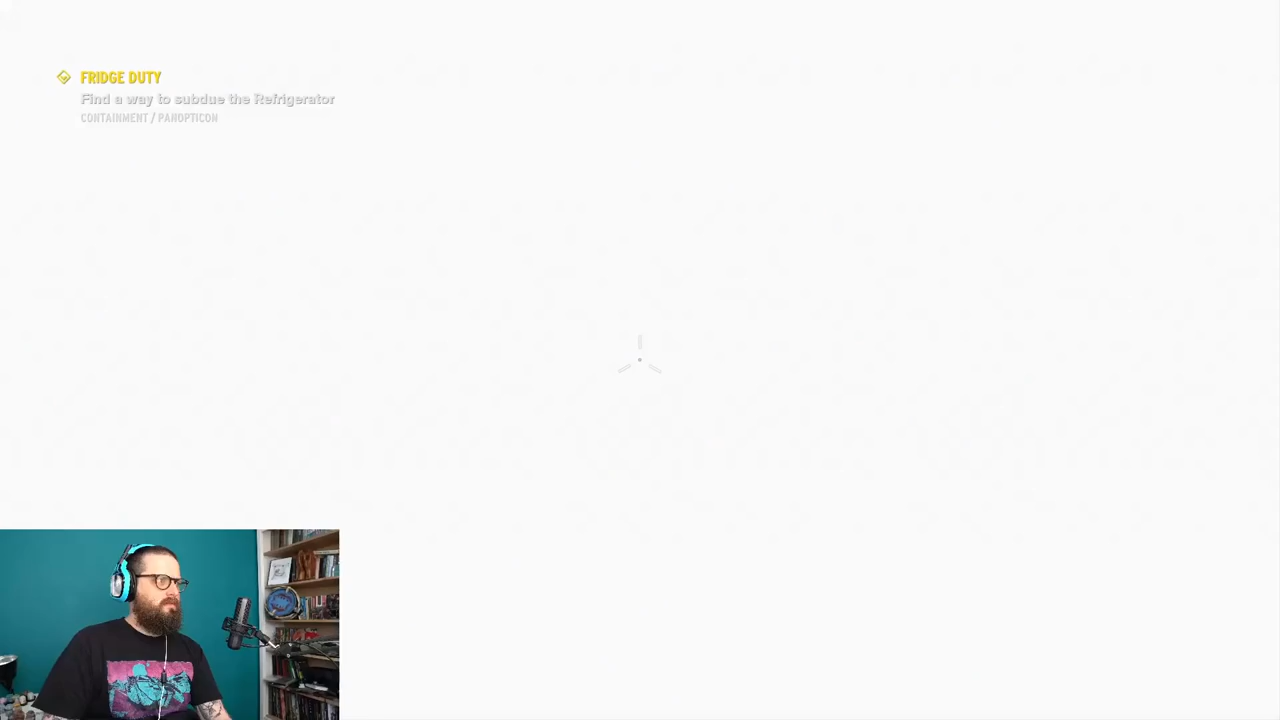 FRIDGE DUTY
Find a way to subdue the Refrigerator
CONTAINMENT / PANOPTICON